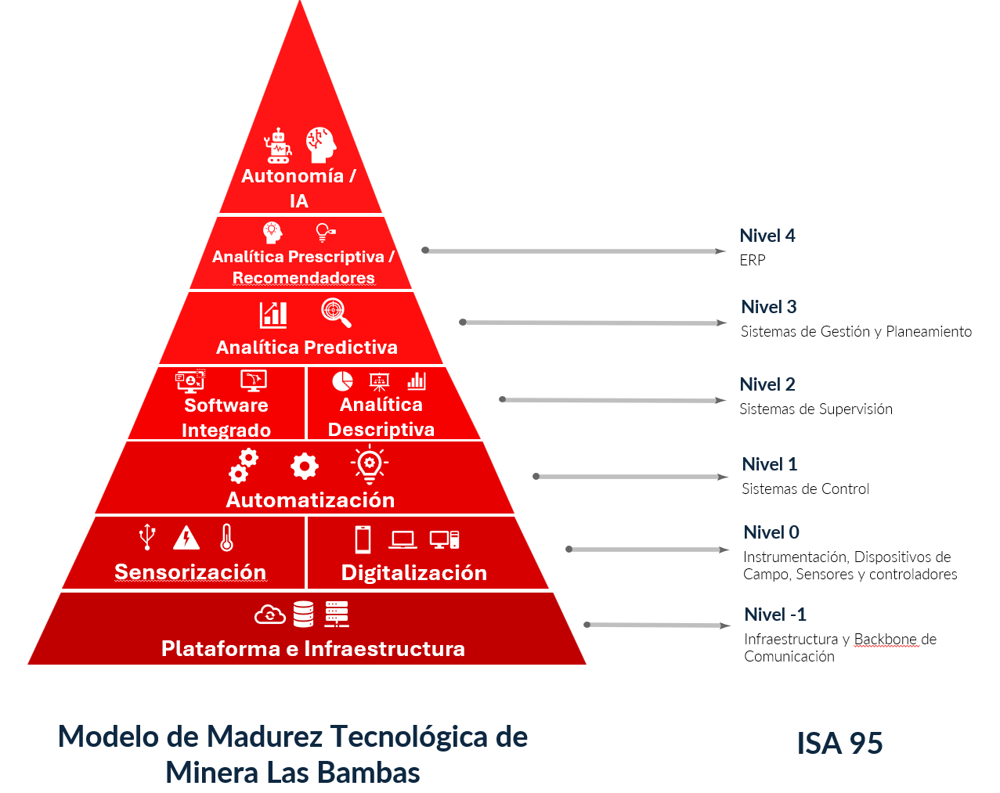 Autonomía /
IA
Analítica Prescriptiva /
Recomendadores
Analítica Predictiva
Software
Integrado
Analítica
Descriptiva
Automatización
Sensorización
Digitalización
Plataforma e Infraestructura
Nivel 4
ERP
Nivel 3
Sistemas de Gestión y Planeamiento
Nivel 2
Sistemas de Supervisión
Nivel 1
Sistemas de Control
Nivel 0
Instrumentación, Dispositivos de
Campo, Sensores y controladores
Nivel -1
Infraestructura y Backbone de
Comunicación
Modelo de Madurez Tecnológica de
Minera Las Bambas
ISA 95